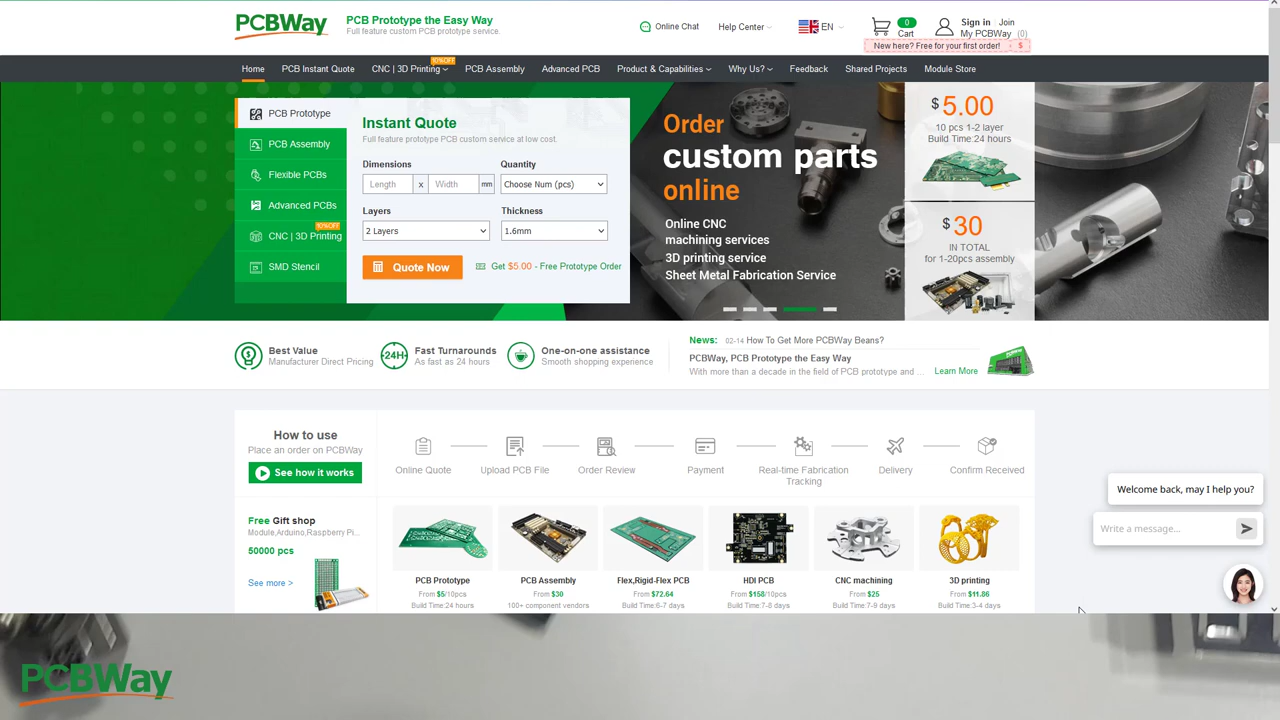 PCBWay
PCB Prototype the Easy Way
Full feature custom PCB prototype service.
Online Chat
Help Center
EN
0
Cart
Sign in
Join
My PCBWay (0)
New here? Free for your first order! $
Home
PCB Instant Quote
CNC | 3D Printing
10%OFF
PCB Assembly
Advanced PCB
Product & Capabilities
Why Us?
Feedback
Shared Projects
Module Store
PCB Prototype
PCB Assembly
Flexible PCBs
Advanced PCBs
10%OFF
CNC | 3D Printing
SMD Stencil
Instant Quote
Full feature prototype PCB custom service at low cost.
Dimensions
Quantity
Length x Width mm
Choose Num (pcs)
Layers
Thickness
2 Layers
1.6mm
Quote Now
Get $5.00 - Free Prototype Order
Order
custom parts
online
Online CNC
machining services
3D printing service
Sheet Metal Fabrication Service
$ 5.00
10 pcs 1-2 layer
Build Time:24 hours
$ 30
IN TOTAL
for 1-20pcs assembly
Best Value
Manufacturer Direct Pricing
24H
Fast Turnarounds
As fast as 24 hours
One-on-one assistance
Smooth shopping experience
News: 02-14 How To Get More PCBWay Beans?
PCBWay, PCB Prototype the Easy Way
With more than a decade in the field of PCB prototype and ...
Learn More
How to use
Place an order on PCBWay
See how it works
Online Quote
Upload PCB File
Order Review
Payment
Real-time Fabrication
Tracking
Delivery
Confirm Received
Free Gift shop
Module,Arduino,Raspberry Pi...
50000 pcs
See more >
PCB Prototype
From $5/10pcs
Build Time:24 hours
PCB Assembly
From $30
100+ component vendors
Flex,Rigid-Flex PCB
From $72.64
Build Time:6-7 days
HDI PCB
From $158/10pcs
Build Time:7-8 days
CNC machining
From $25
Build Time:7-9 days
3D printing
From $11.86
Build Time:3-4 days
Welcome back, may I help you?
Write a message...
PCBWay